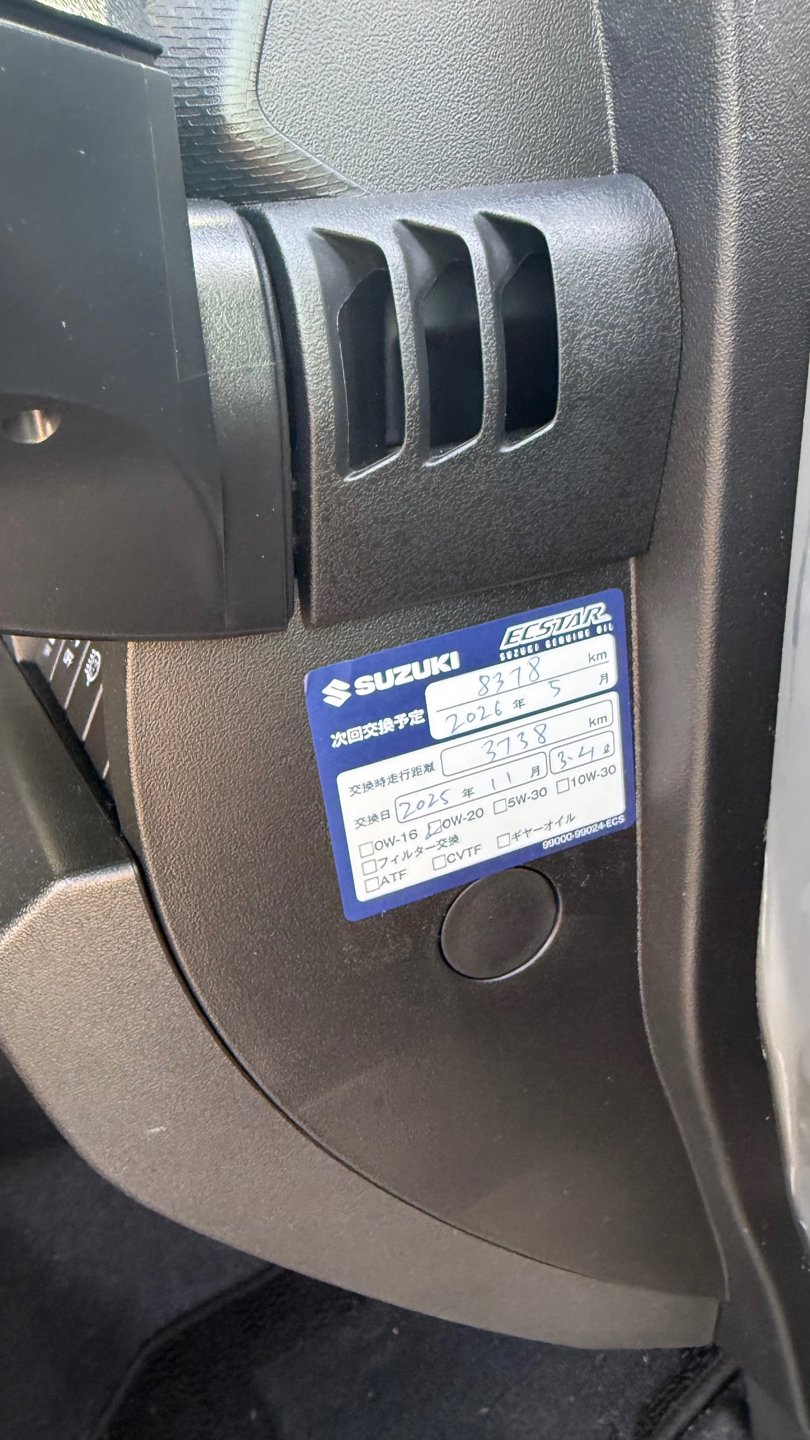 SUZUKI
ECSTAR
SUZUKI GENUINE OIL
次回交換予定
8378 km
2026 年 5 月
交換時走行距離 3738 km
交換日 2025 年 11 月 3.4 ℓ
□0W-16 ☑0W-20 □5W-30 □10W-30
□フィルター交換
□ATF □CVTF □ギヤーオイル
99000-99024-ECS